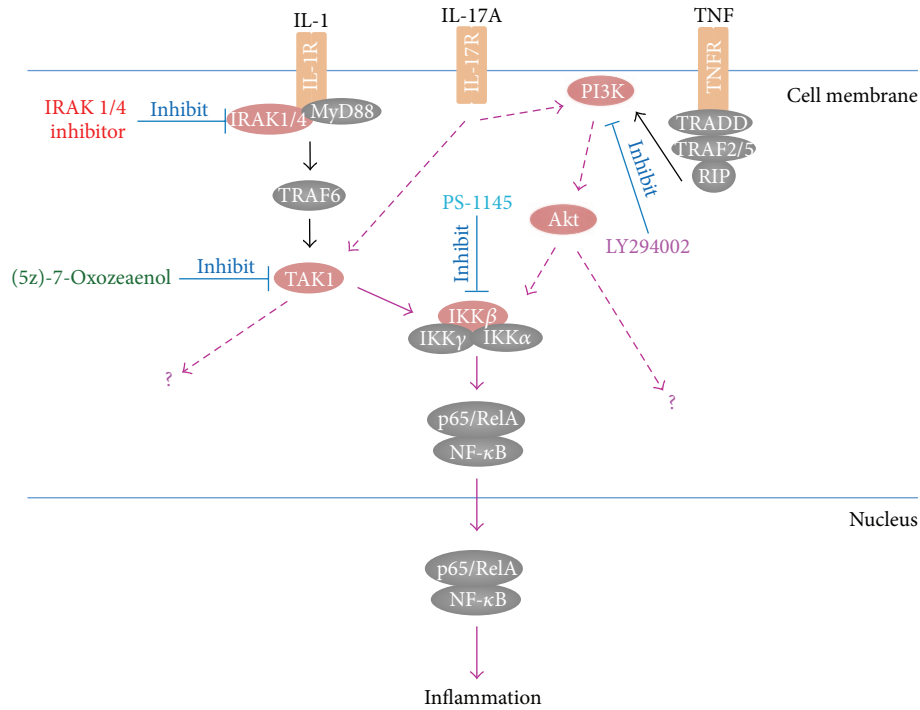 IL-1
IL-17A
TNF
IL-1R
IL-17R
TNFR
Cell membrane
IRAK 1/4
inhibitor
Inhibit
IRAK1/4
MyD88
PI3K
TRADD
TRAF2/5
RIP
Inhibit
TRAF6
PS-1145
Akt
LY294002
(5z)-7-Oxozeaenol
Inhibit
TAK1
Inhibit
IKKβ
IKKγ
IKKα
?
?
p65/RelA
NF-κB
Nucleus
p65/RelA
NF-κB
Inflammation